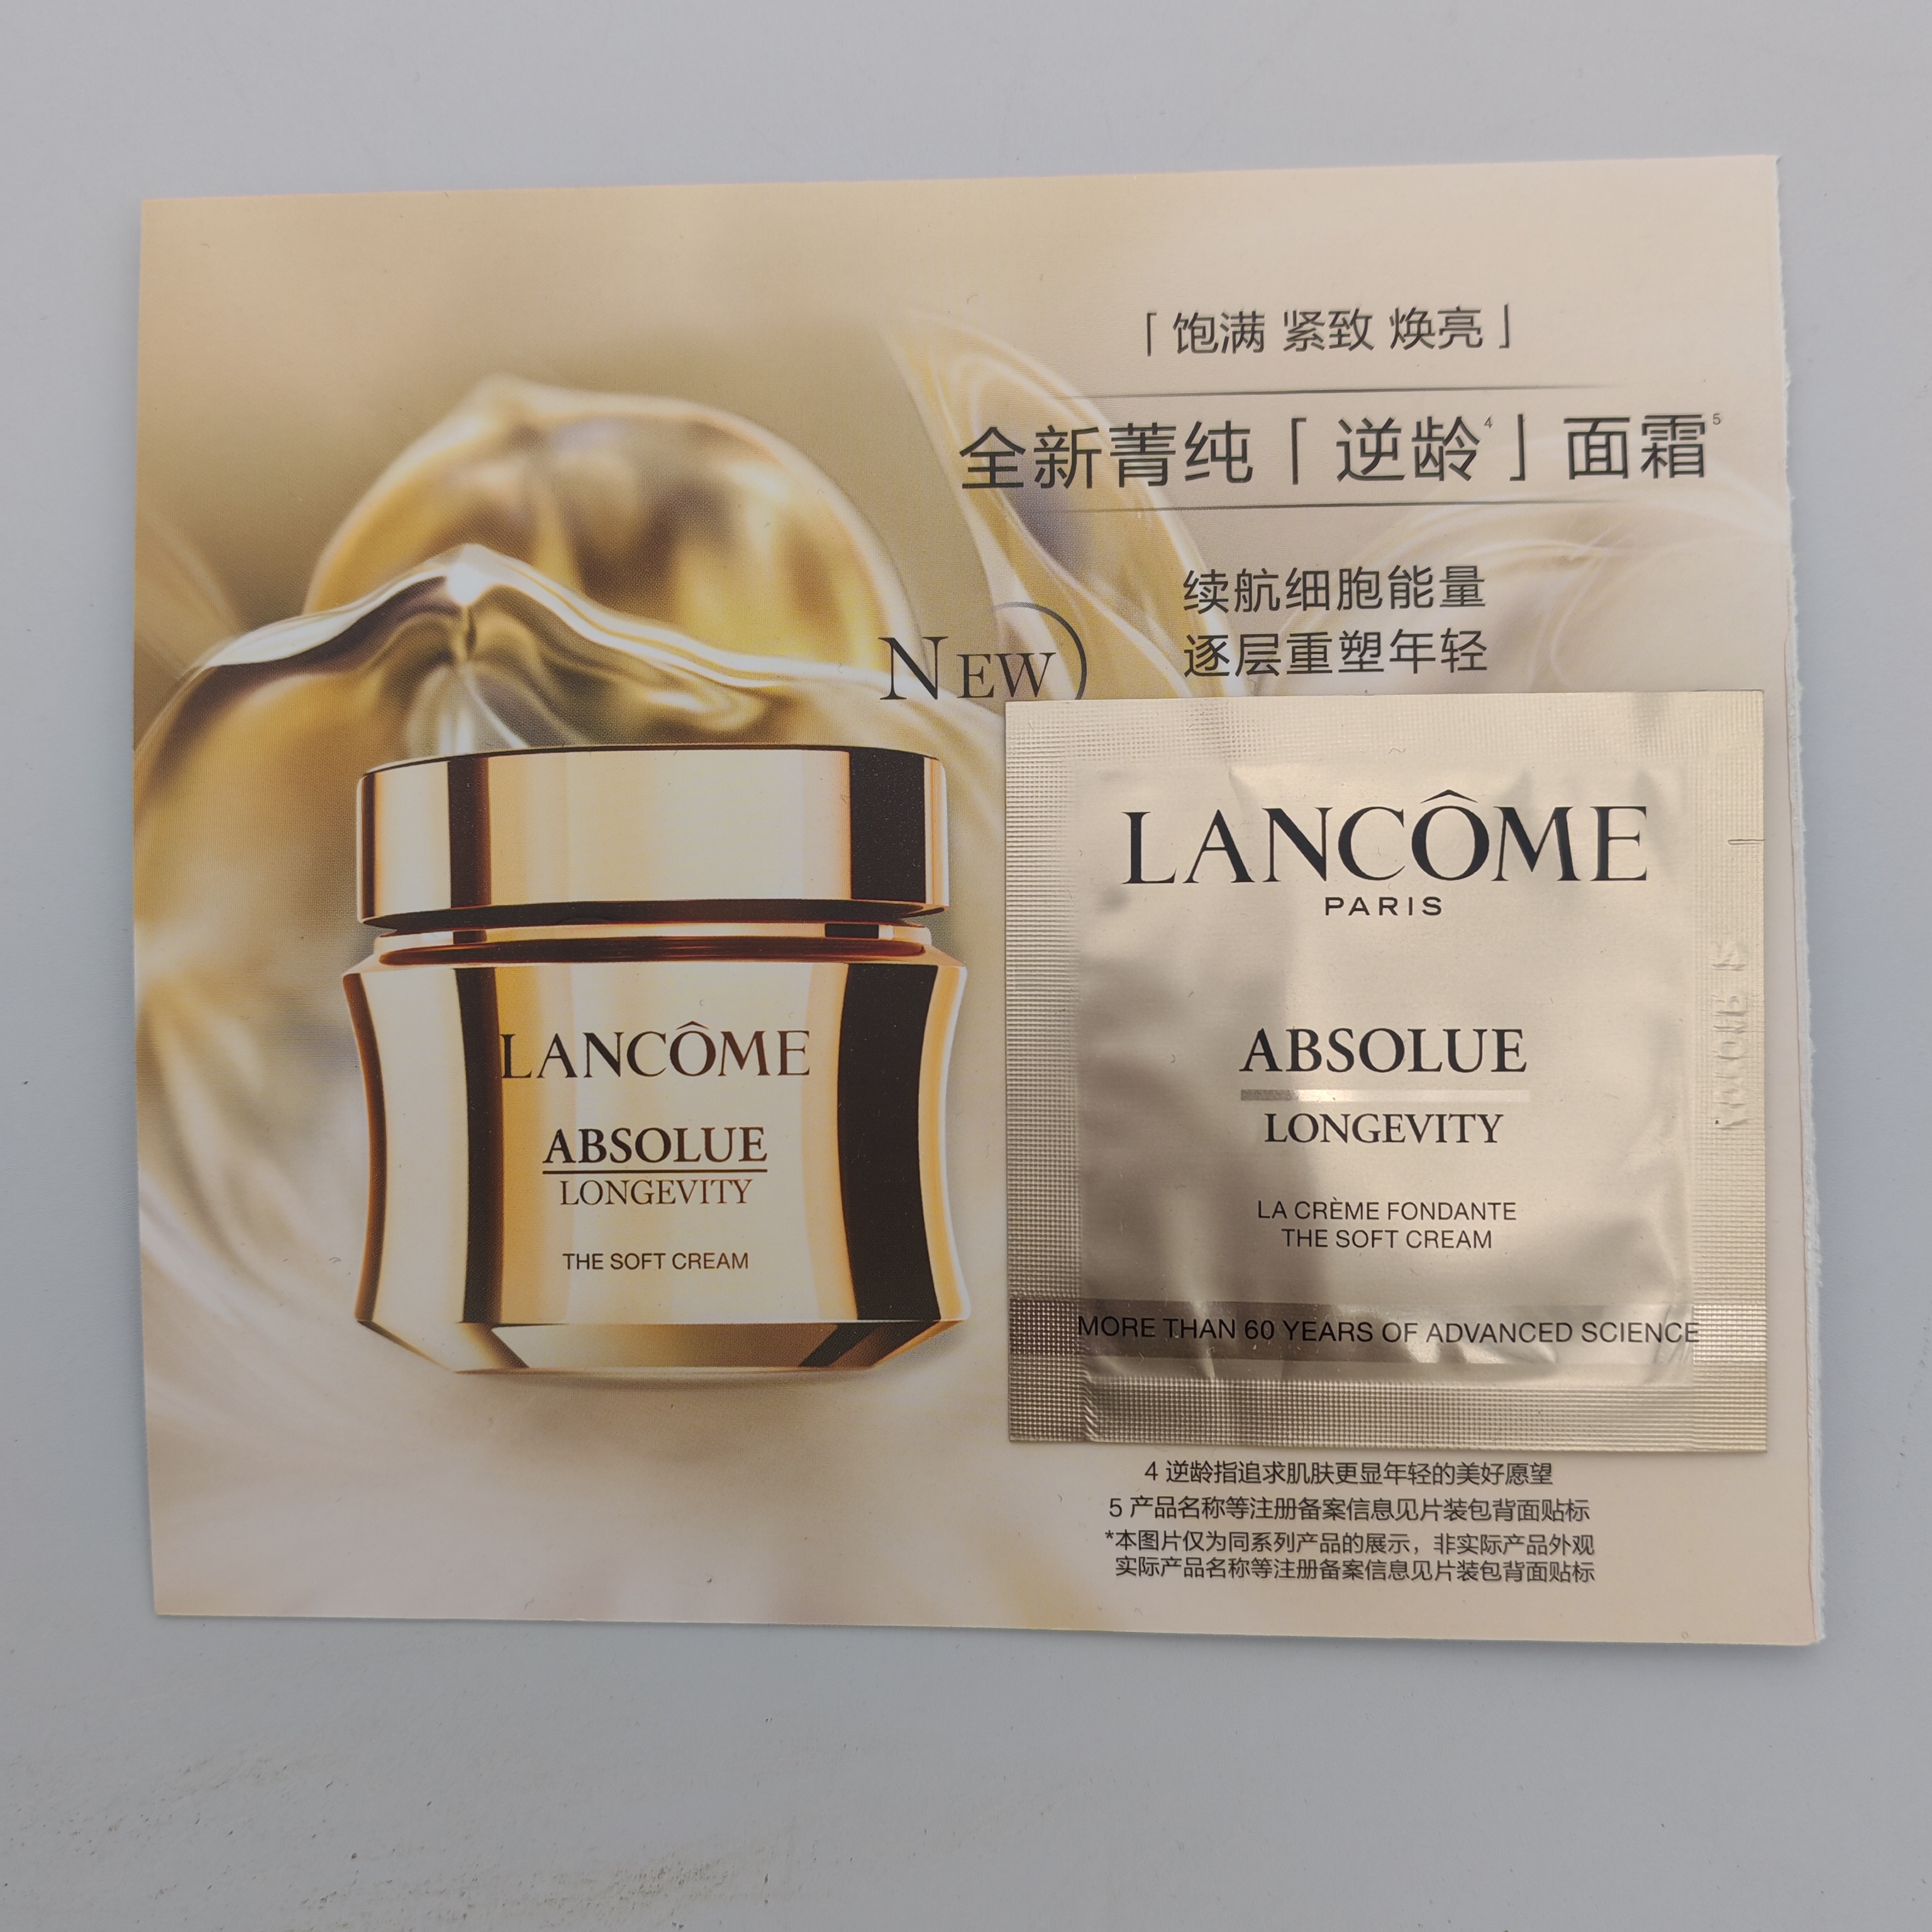 「饱满 紧致 焕亮」
全新菁纯「逆龄⁴」面霜⁵
续航细胞能量
逐层重塑年轻
NEW
LANCÔME
ABSOLUE
LONGEVITY
THE SOFT CREAM
LANCÔME
PARIS
ABSOLUE
LONGEVITY
LA CRÈME FONDANTE
THE SOFT CREAM
MORE THAN 60 YEARS OF ADVANCED SCIENCE
4 逆龄指追求肌肤更显年轻的美好愿望
5 产品名称等注册备案信息见片装包背面贴标
*本图片仅为同系列产品的展示，非实际产品外观
实际产品名称等注册备案信息见片装包背面贴标